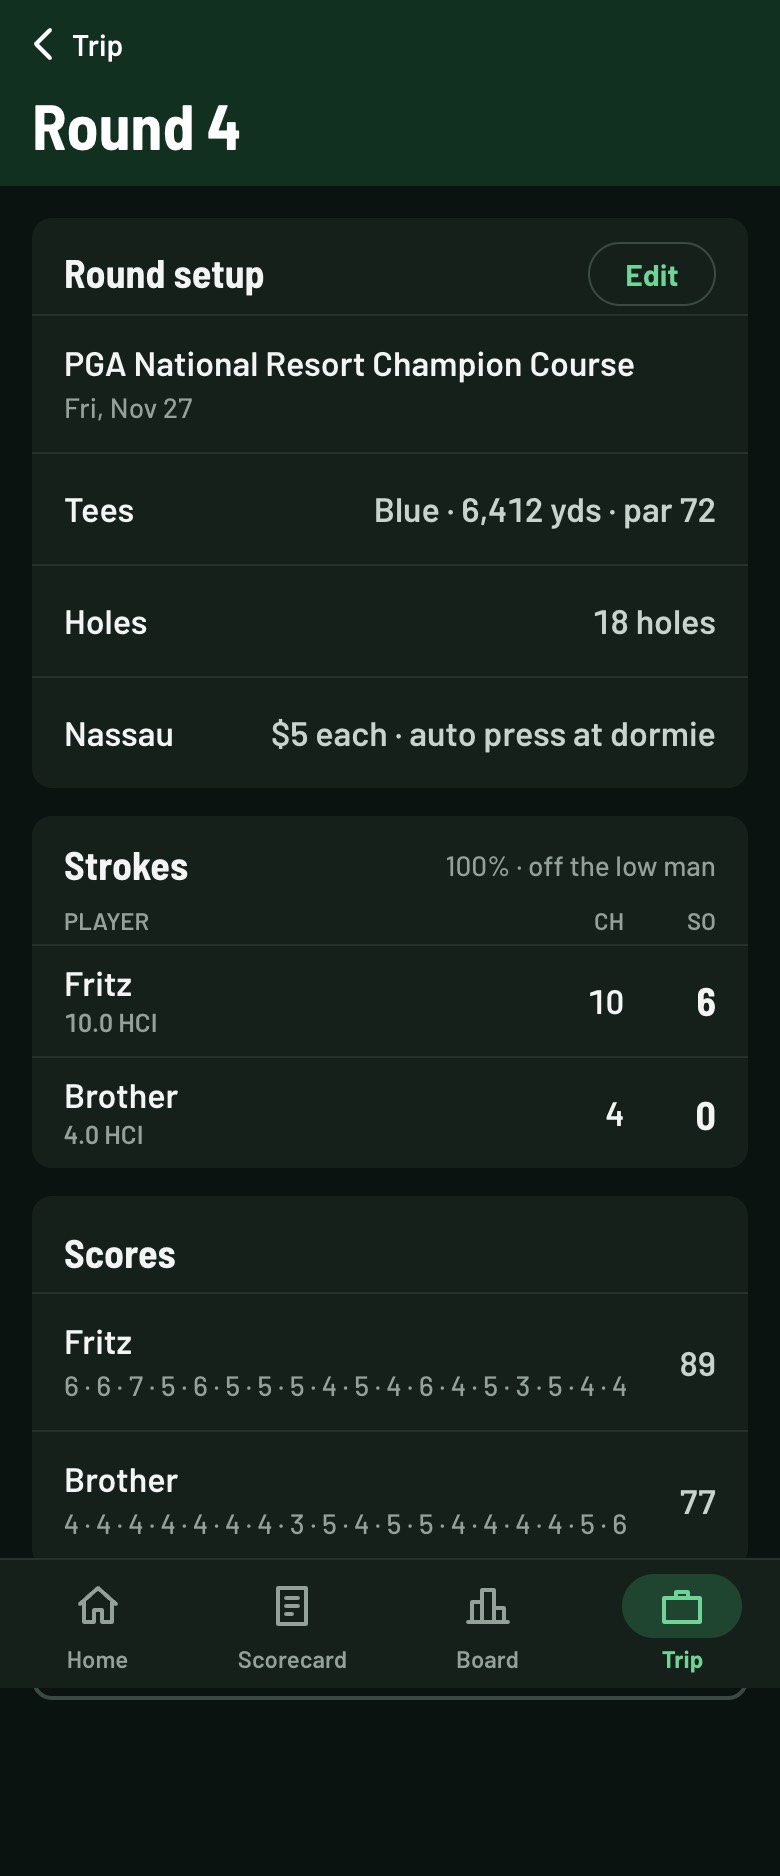 Trip
Round 4
Round setup Edit
PGA National Resort Champion Course
Fri, Nov 27
Tees Blue · 6,412 yds · par 72
Holes 18 holes
Nassau $5 each · auto press at dormie
Strokes 100% · off the low man
PLAYER CH SO
Fritz 10 6
10.0 HCI
Brother 4 0
4.0 HCI
Scores
Fritz 89
6 · 6 · 7 · 5 · 6 · 5 · 5 · 5 · 4 · 5 · 4 · 6 · 4 · 5 · 3 · 5 · 4 · 4
Brother 77
4 · 4 · 4 · 4 · 4 · 4 · 4 · 3 · 5 · 4 · 5 · 5 · 4 · 4 · 4 · 4 · 5 · 6
Home Scorecard Board Trip